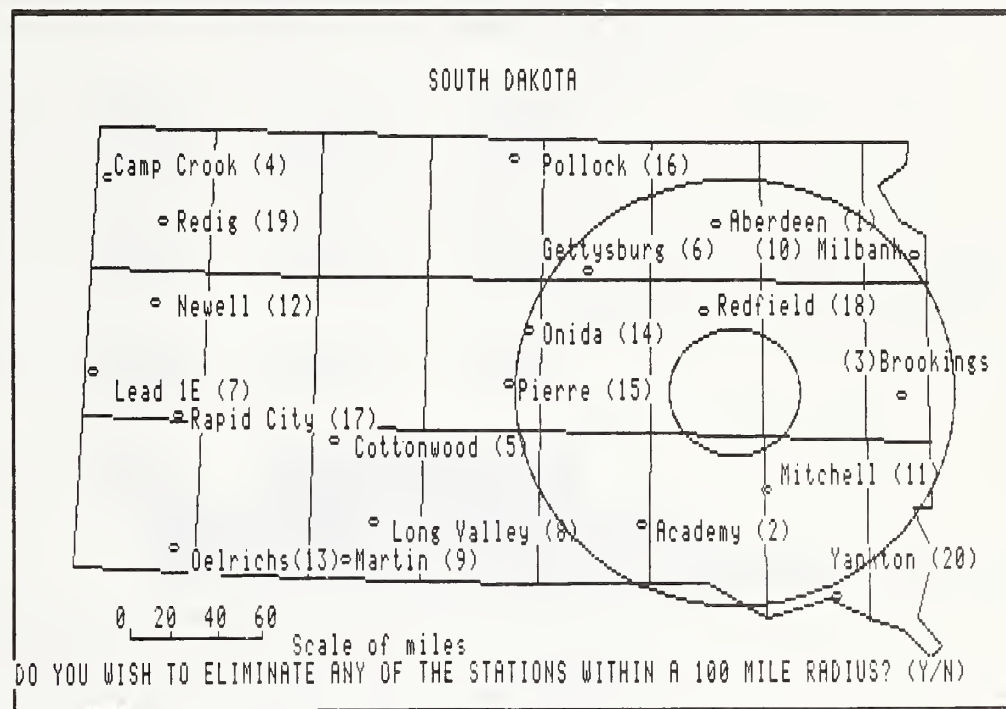 SOUTH DAKOTA
Camp Crook (4)
Pollock (16)
Redig (19)
Aberdeen (1)
Gettysburg (6)
(10) Milbank
Newell (12)
Redfield (18)
Onida (14)
(3)Brookings
Lead 1E (7)
Pierre (15)
Rapid City (17)
Cottonwood (5)
Mitchell (11)
Long Valley (8)
Academy (2)
Oelrichs(13)
Martin (9)
Yankton (20)
0 20 40 60
Scale of miles
DO YOU WISH TO ELIMINATE ANY OF THE STATIONS WITHIN A 100 MILE RADIUS? (Y/N)